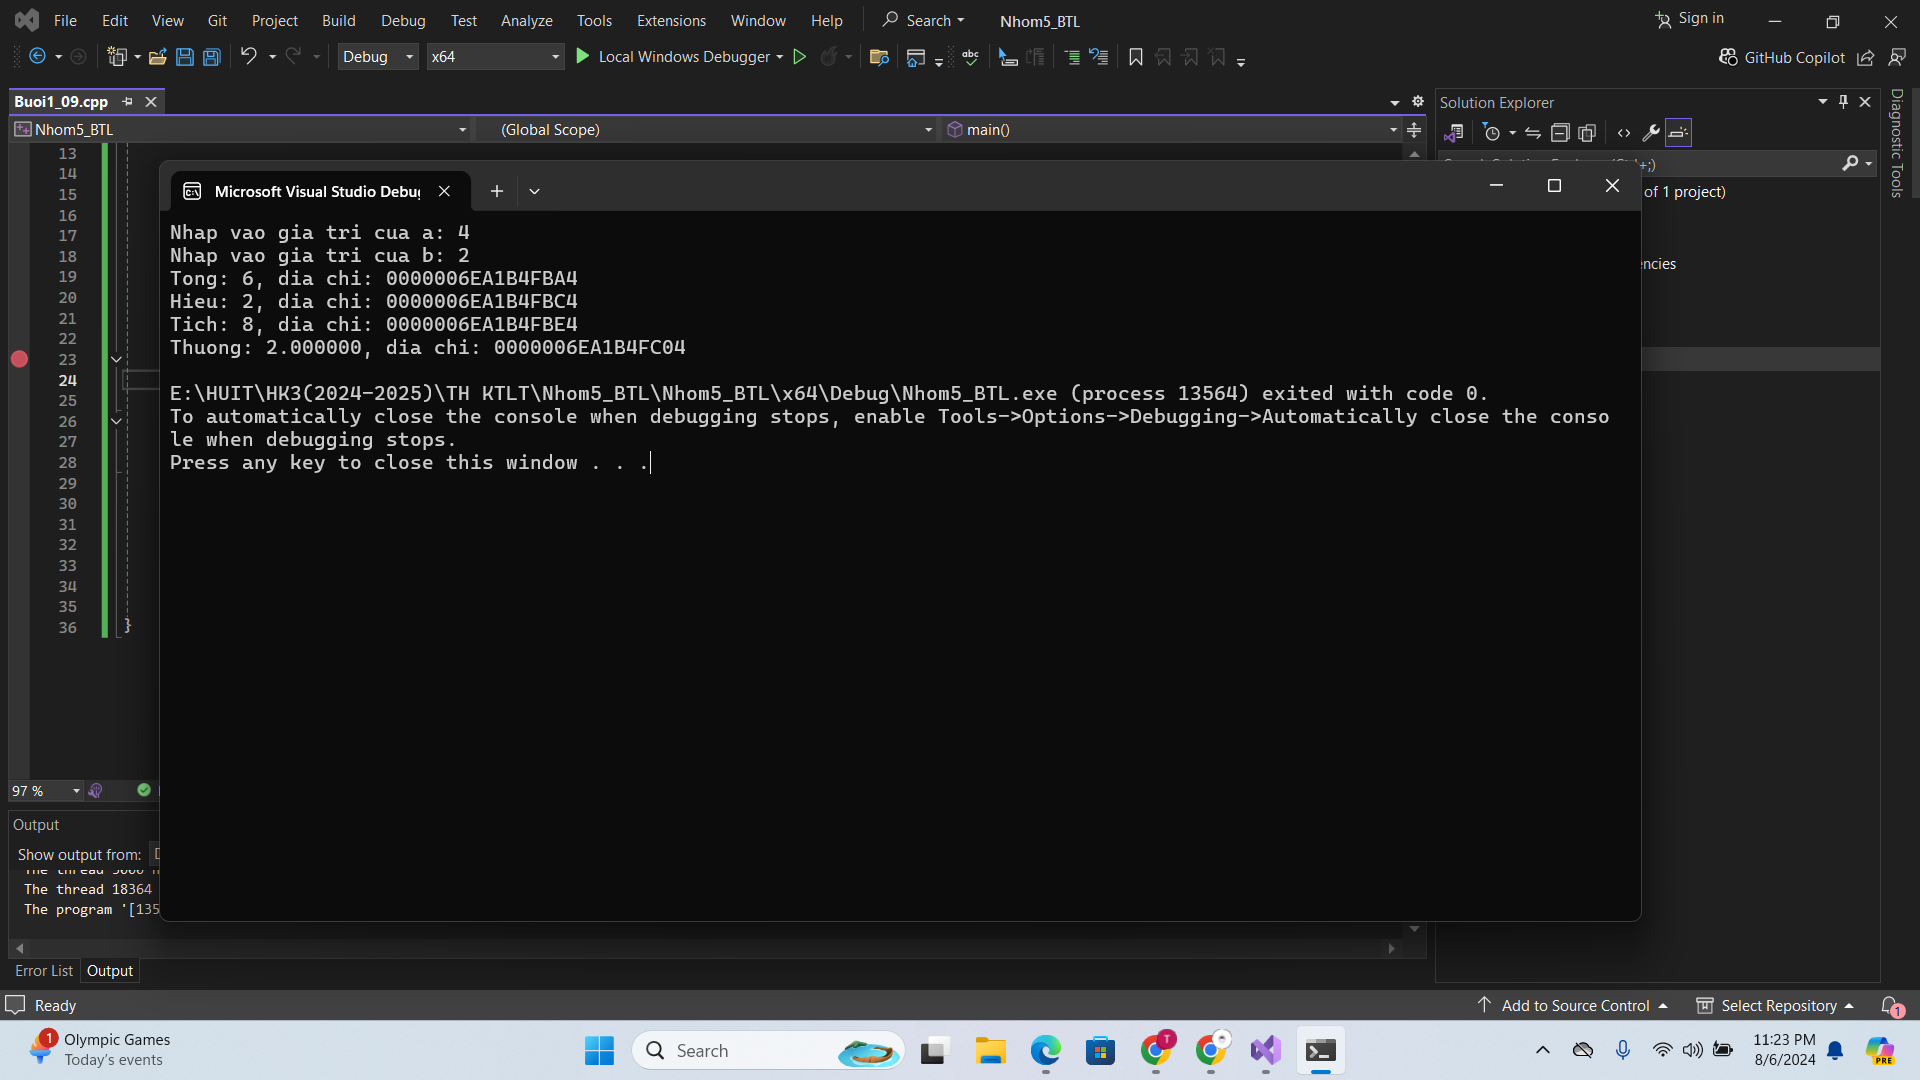 File Edit View Git Project Build Debug Test Analyze Tools Extensions Window Help Search Nhom5_BTL Sign in
Debug x64 Local Windows Debugger abc GitHub Copilot
Buoi1_09.cpp
Solution Explorer
Diagnostic Tools
Nhom5_BTL (Global Scope) main()
13
14
15
16
17
18
19
20
21
22
23
24
25
26
27
28
29
30
31
32
33
34
35
36 }
of 1 project)
Microsoft Visual Studio Debu
Nhap vao gia tri cua a: 4
Nhap vao gia tri cua b: 2
Tong: 6, dia chi: 0000006EA1B4FBA4
Hieu: 2, dia chi: 0000006EA1B4FBC4
Tich: 8, dia chi: 0000006EA1B4FBE4
Thuong: 2.000000, dia chi: 0000006EA1B4FC04
E:\HUIT\HK3(2024-2025)\TH KTLT\Nhom5_BTL\Nhom5_BTL\x64\Debug\Nhom5_BTL.exe (process 13564) exited with code 0.
To automatically close the console when debugging stops, enable Tools->Options->Debugging->Automatically close the conso
le when debugging stops.
Press any key to close this window . . .
encies
97 %
Output
Show output from:
The thread 18364
The program '[135
Error List Output
Ready Add to Source Control Select Repository 1
1 Olympic Games
Today's events
Search
T
11:23 PM
8/6/2024
PRE